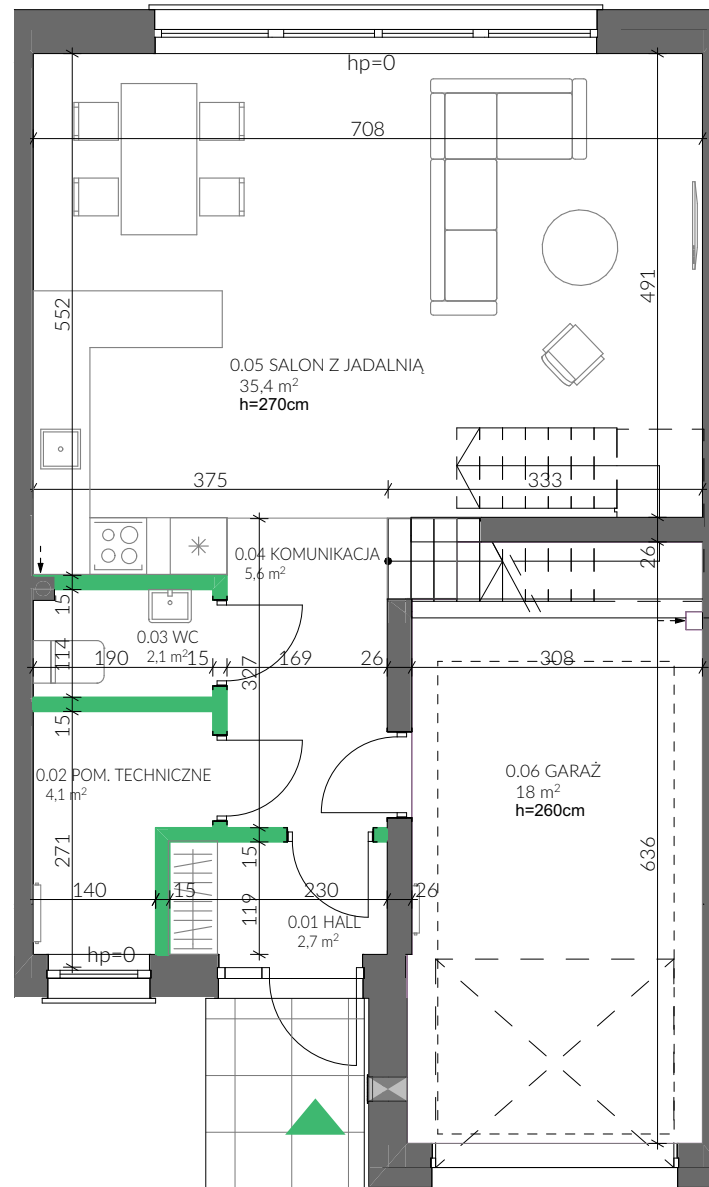 hp=0
708
552
491
0.05 SALON Z JADALNIĄ
35,4 m²
h=270cm
375
333
0.04 KOMUNIKACJA
5,6 m²
26
15
0.03 WC
2,1 m²
114
190
15
327
169
26
308
15
0.02 POM. TECHNICZNE
4,1 m²
0.06 GARAŻ
18 m²
h=260cm
271
15
636
140
15
230
26
119
0.01 HALL
2,7 m²
hp=0